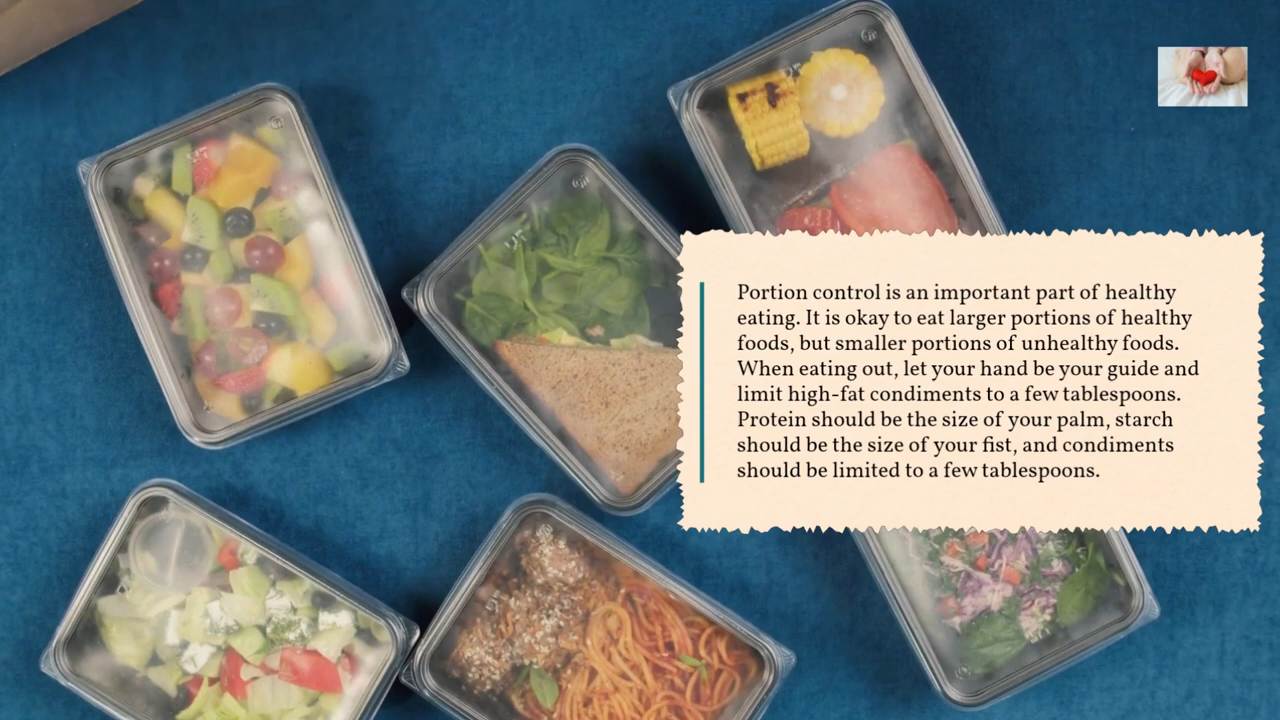 Portion control is an important part of healthy
eating. It is okay to eat larger portions of healthy
foods, but smaller portions of unhealthy foods.
When eating out, let your hand be your guide and
limit high-fat condiments to a few tablespoons.
Protein should be the size of your palm, starch
should be the size of your fist, and condiments
should be limited to a few tablespoons.